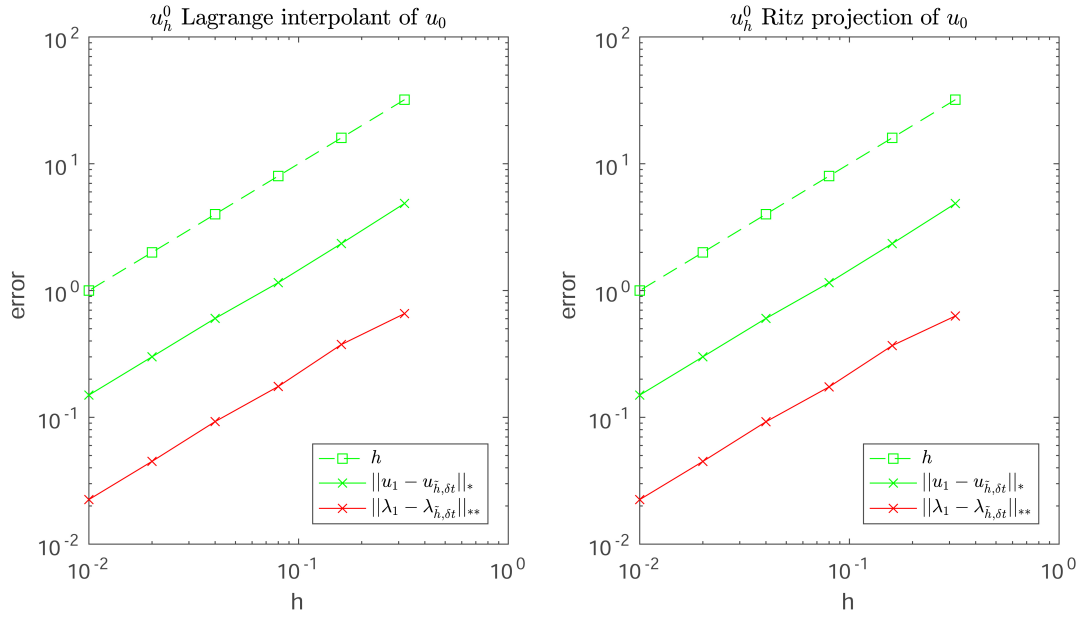 u_h^0 Lagrange interpolant of u_0
10^2
10^1
10^0
10^-1
10^-2
error
10^-2
10^-1
10^0
h
h
||u_1 − u_{h̃,δt}||_*
||λ_1 − λ_{h̃,δt}||_{**}
u_h^0 Ritz projection of u_0
10^2
10^1
10^0
10^-1
10^-2
error
10^-2
10^-1
10^0
h
h
||u_1 − u_{h̃,δt}||_*
||λ_1 − λ_{h̃,δt}||_{**}